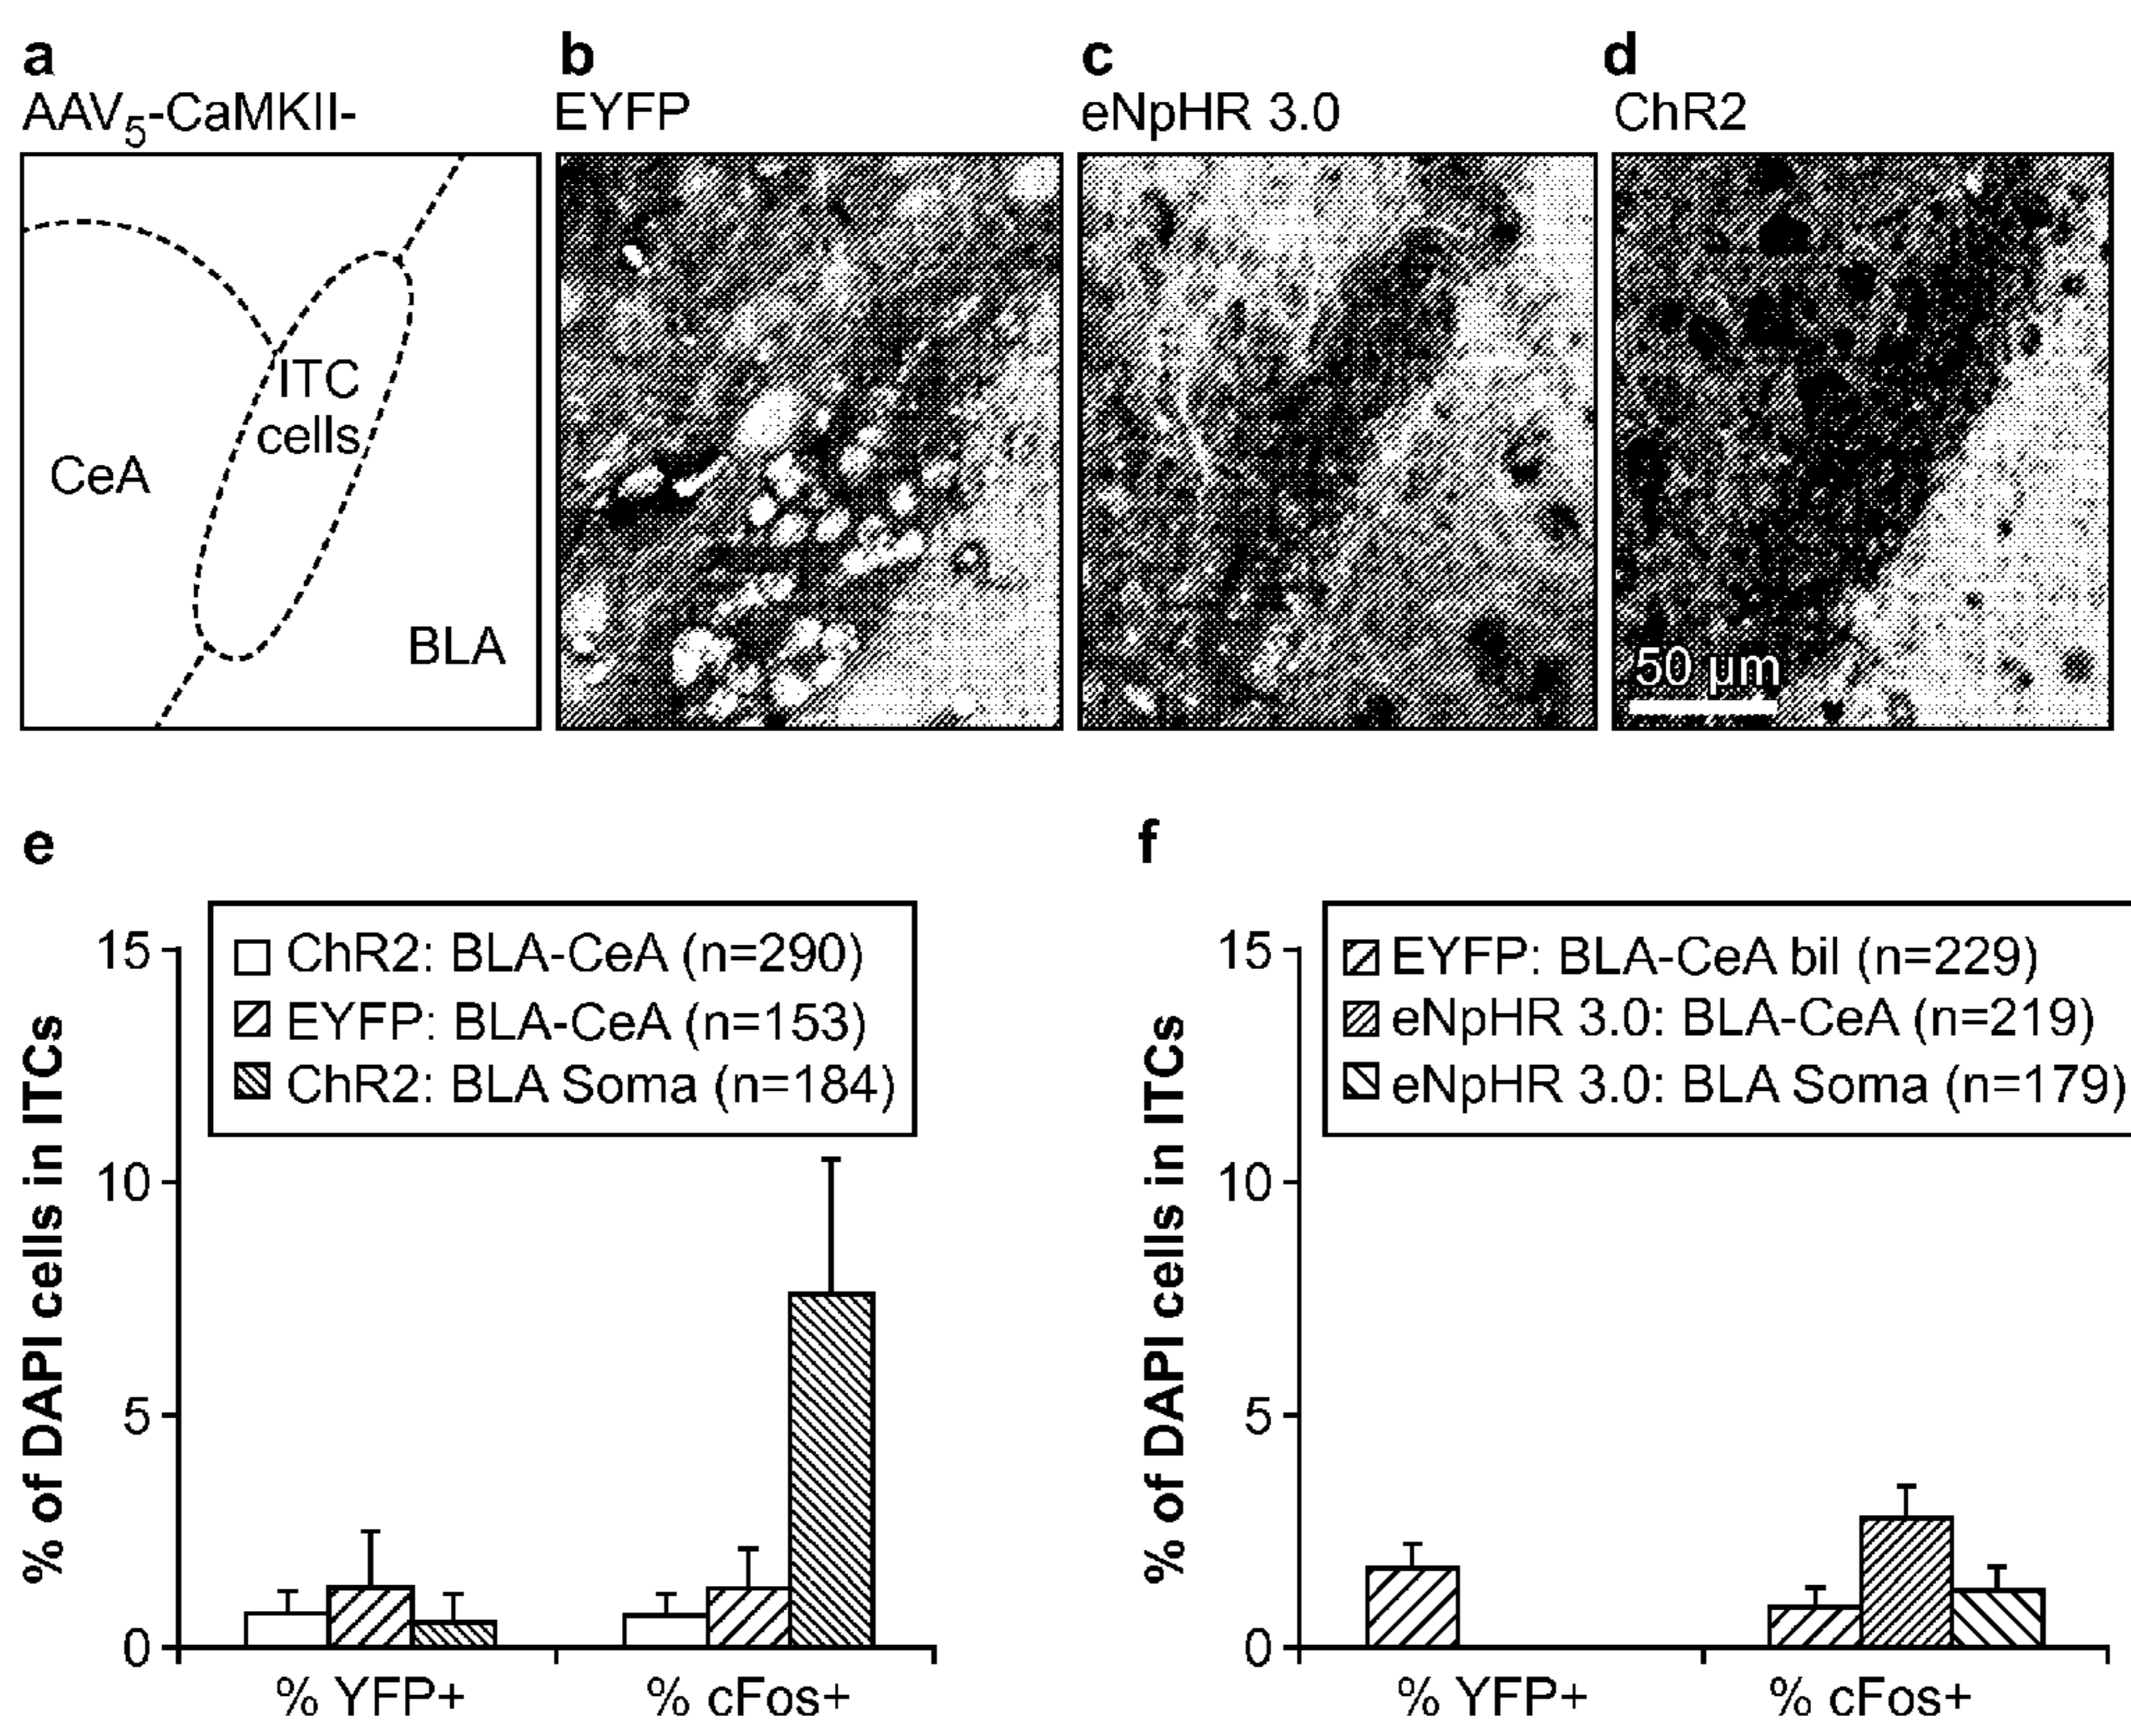 a
AAV5-CaMKII-
b
EYFP
c
eNpHR 3.0
d
ChR2
CeA
ITC
cells
BLA
50 µm
e
15
10
5
0
% of DAPI cells in ITCs
ChR2: BLA-CeA (n=290)
EYFP: BLA-CeA (n=153)
ChR2: BLA Soma (n=184)
% YFP+
% cFos+
f
15
10
5
0
% of DAPI cells in ITCs
EYFP: BLA-CeA bil (n=229)
eNpHR 3.0: BLA-CeA (n=219)
eNpHR 3.0: BLA Soma (n=179)
% YFP+
% cFos+